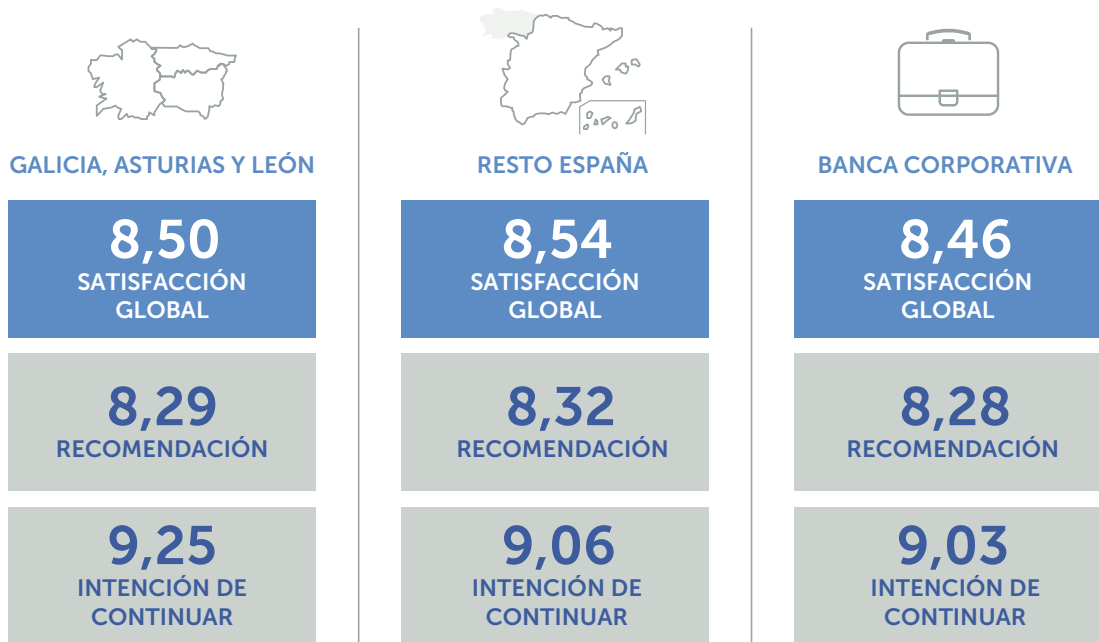 GALICIA, ASTURIAS Y LEÓN
8,50
SATISFACCIÓN
GLOBAL
8,29
RECOMENDACIÓN
9,25
INTENCIÓN DE
CONTINUAR
RESTO ESPAÑA
8,54
SATISFACCIÓN
GLOBAL
8,32
RECOMENDACIÓN
9,06
INTENCIÓN DE
CONTINUAR
BANCA CORPORATIVA
8,46
SATISFACCIÓN
GLOBAL
8,28
RECOMENDACIÓN
9,03
INTENCIÓN DE
CONTINUAR